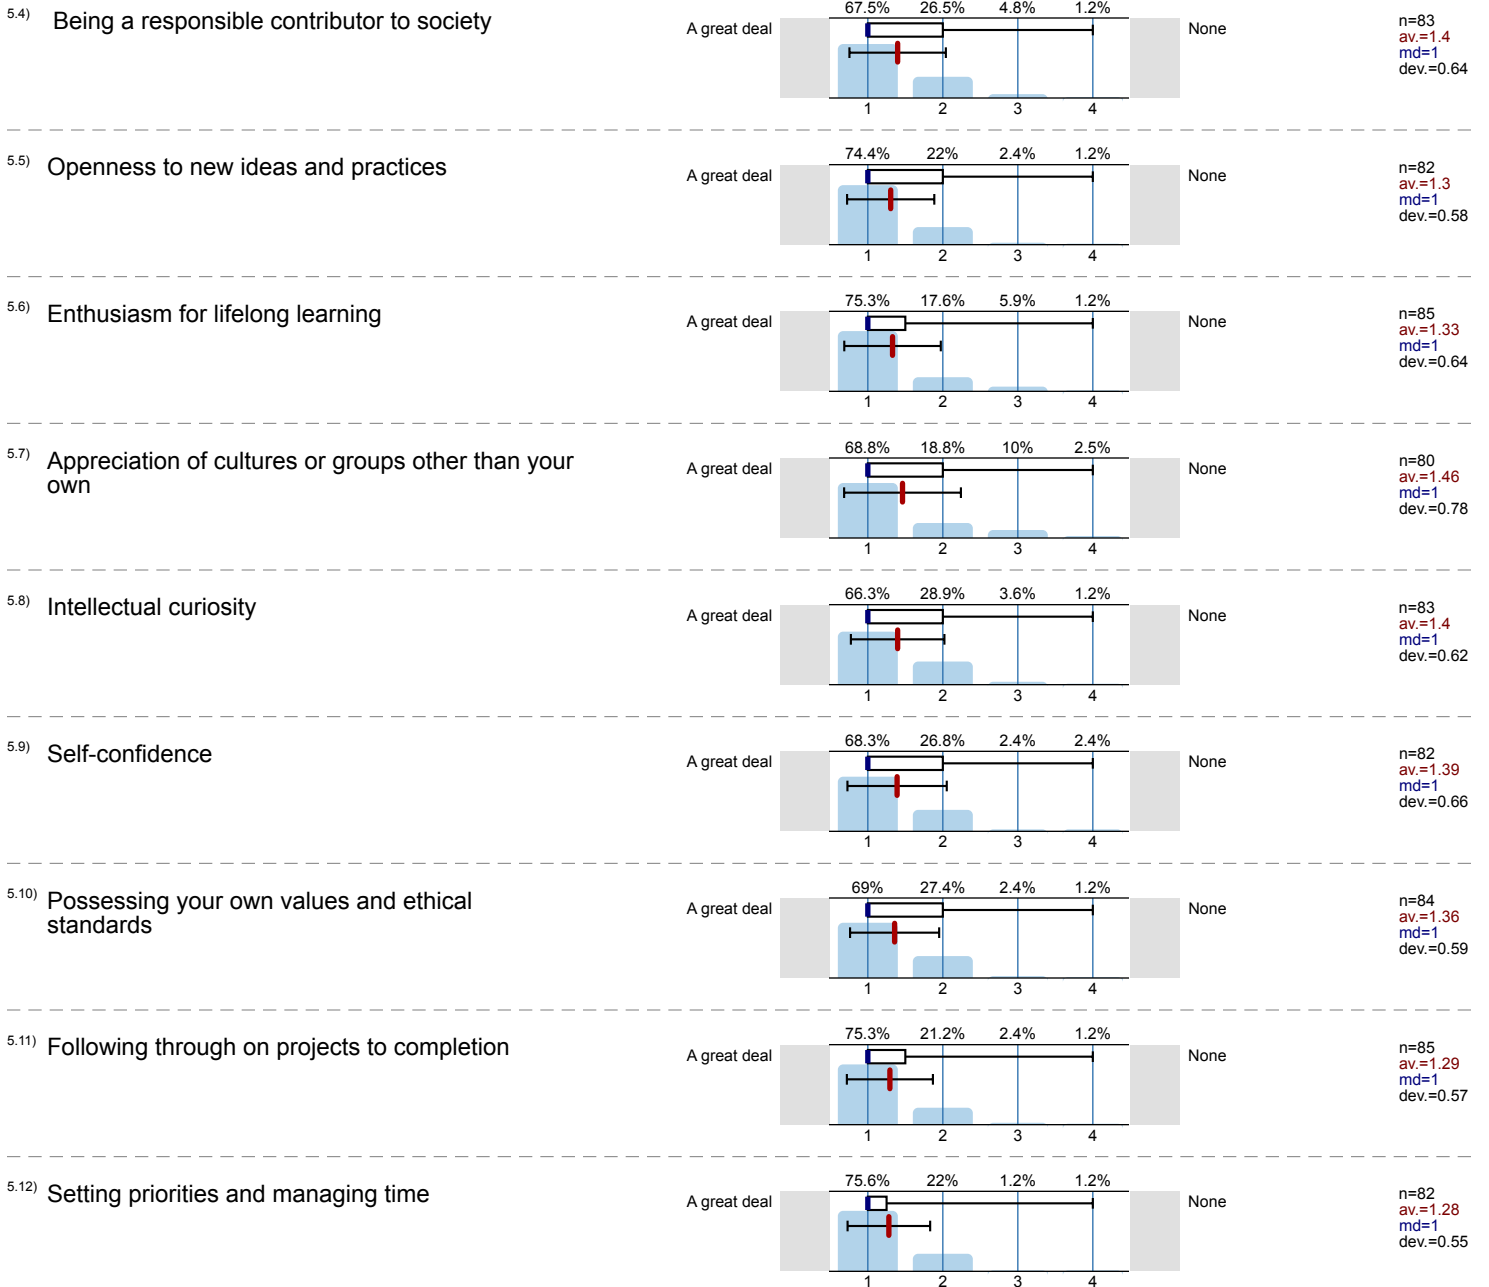 5.4) Being a responsible contributor to society
67.5% 26.5% 4.8% 1.2%
A great deal None
n=83
av.=1.4
md=1
dev.=0.64
1 2 3 4
5.5) Openness to new ideas and practices
74.4% 22% 2.4% 1.2%
A great deal None
n=82
av.=1.3
md=1
dev.=0.58
1 2 3 4
5.6) Enthusiasm for lifelong learning
75.3% 17.6% 5.9% 1.2%
A great deal None
n=85
av.=1.33
md=1
dev.=0.64
1 2 3 4
5.7) Appreciation of cultures or groups other than your
own
68.8% 18.8% 10% 2.5%
A great deal None
n=80
av.=1.46
md=1
dev.=0.78
1 2 3 4
5.8) Intellectual curiosity
66.3% 28.9% 3.6% 1.2%
A great deal None
n=83
av.=1.4
md=1
dev.=0.62
1 2 3 4
5.9) Self-confidence
68.3% 26.8% 2.4% 2.4%
A great deal None
n=82
av.=1.39
md=1
dev.=0.66
1 2 3 4
5.10) Possessing your own values and ethical
standards
69% 27.4% 2.4% 1.2%
A great deal None
n=84
av.=1.36
md=1
dev.=0.59
1 2 3 4
5.11) Following through on projects to completion
75.3% 21.2% 2.4% 1.2%
A great deal None
n=85
av.=1.29
md=1
dev.=0.57
1 2 3 4
5.12) Setting priorities and managing time
75.6% 22% 1.2% 1.2%
A great deal None
n=82
av.=1.28
md=1
dev.=0.55
1 2 3 4